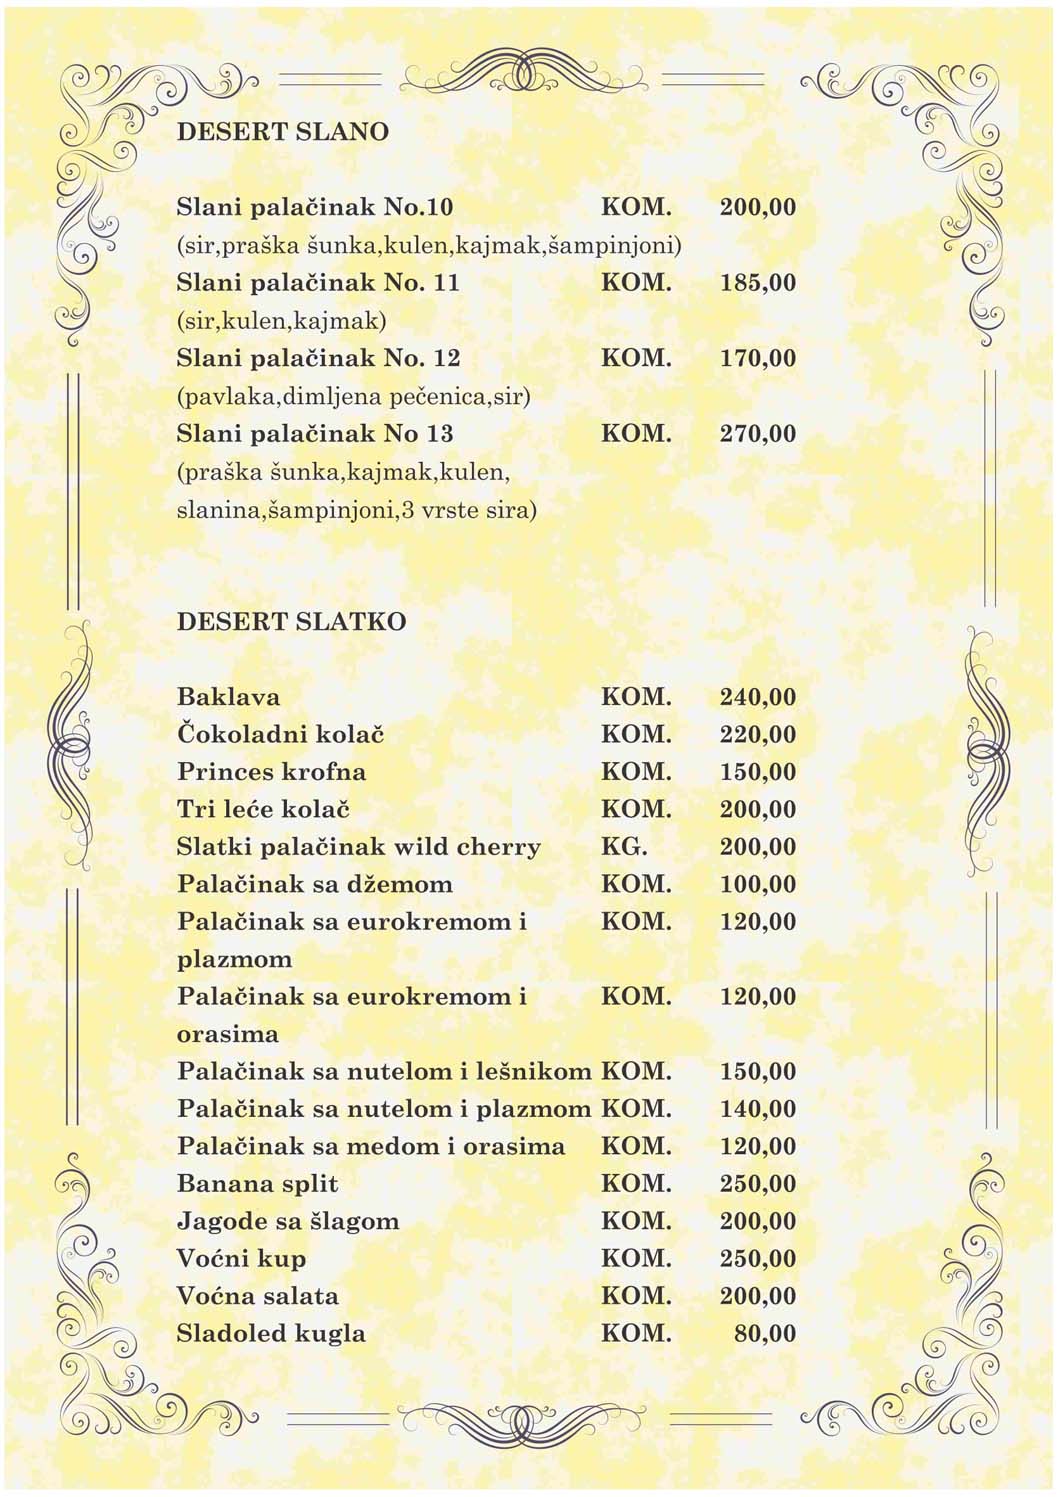 DESERT SLANO
Slani palačinak No.10 KOM. 200,00
(sir,praška šunka,kulen,kajmak,šampinjoni)
Slani palačinak No. 11 KOM. 185,00
(sir,kulen,kajmak)
Slani palačinak No. 12 KOM. 170,00
(pavlaka,dimljena pečenica,sir)
Slani palačinak No 13 KOM. 270,00
(praška šunka,kajmak,kulen,
slanina,šampinjoni,3 vrste sira)
DESERT SLATKO
Baklava KOM. 240,00
Čokoladni kolač KOM. 220,00
Princes krofna KOM. 150,00
Tri leće kolač KOM. 200,00
Slatki palačinak wild cherry KG. 200,00
Palačinak sa džemom KOM. 100,00
Palačinak sa eurokremom i KOM. 120,00
plazmom
Palačinak sa eurokremom i KOM. 120,00
orasima
Palačinak sa nutelom i lešnikom KOM. 150,00
Palačinak sa nutelom i plazmom KOM. 140,00
Palačinak sa medom i orasima KOM. 120,00
Banana split KOM. 250,00
Jagode sa šlagom KOM. 200,00
Voćni kup KOM. 250,00
Voćna salata KOM. 200,00
Sladoled kugla KOM. 80,00